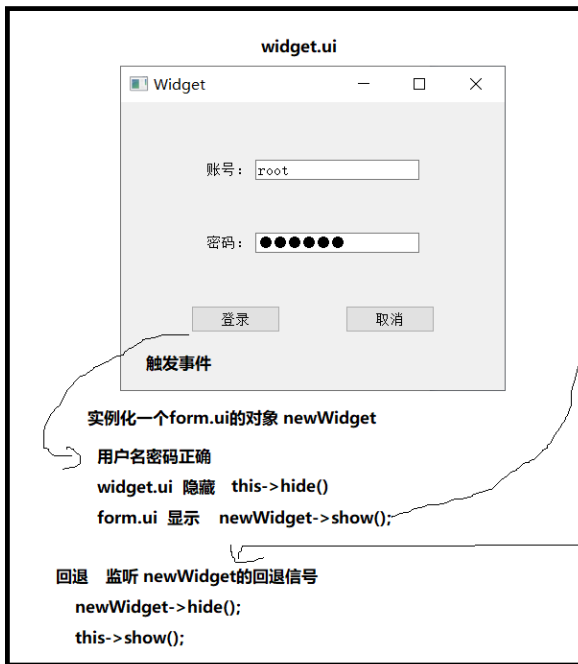 widget.ui
Widget
账号： root
密码： ●●●●●●
登录 取消
触发事件
实例化一个form.ui的对象 newWidget
用户名密码正确
widget.ui 隐藏 this->hide()
form.ui 显示 newWidget->show();
回退 监听 newWidget的回退信号
newWidget->hide();
this->show();